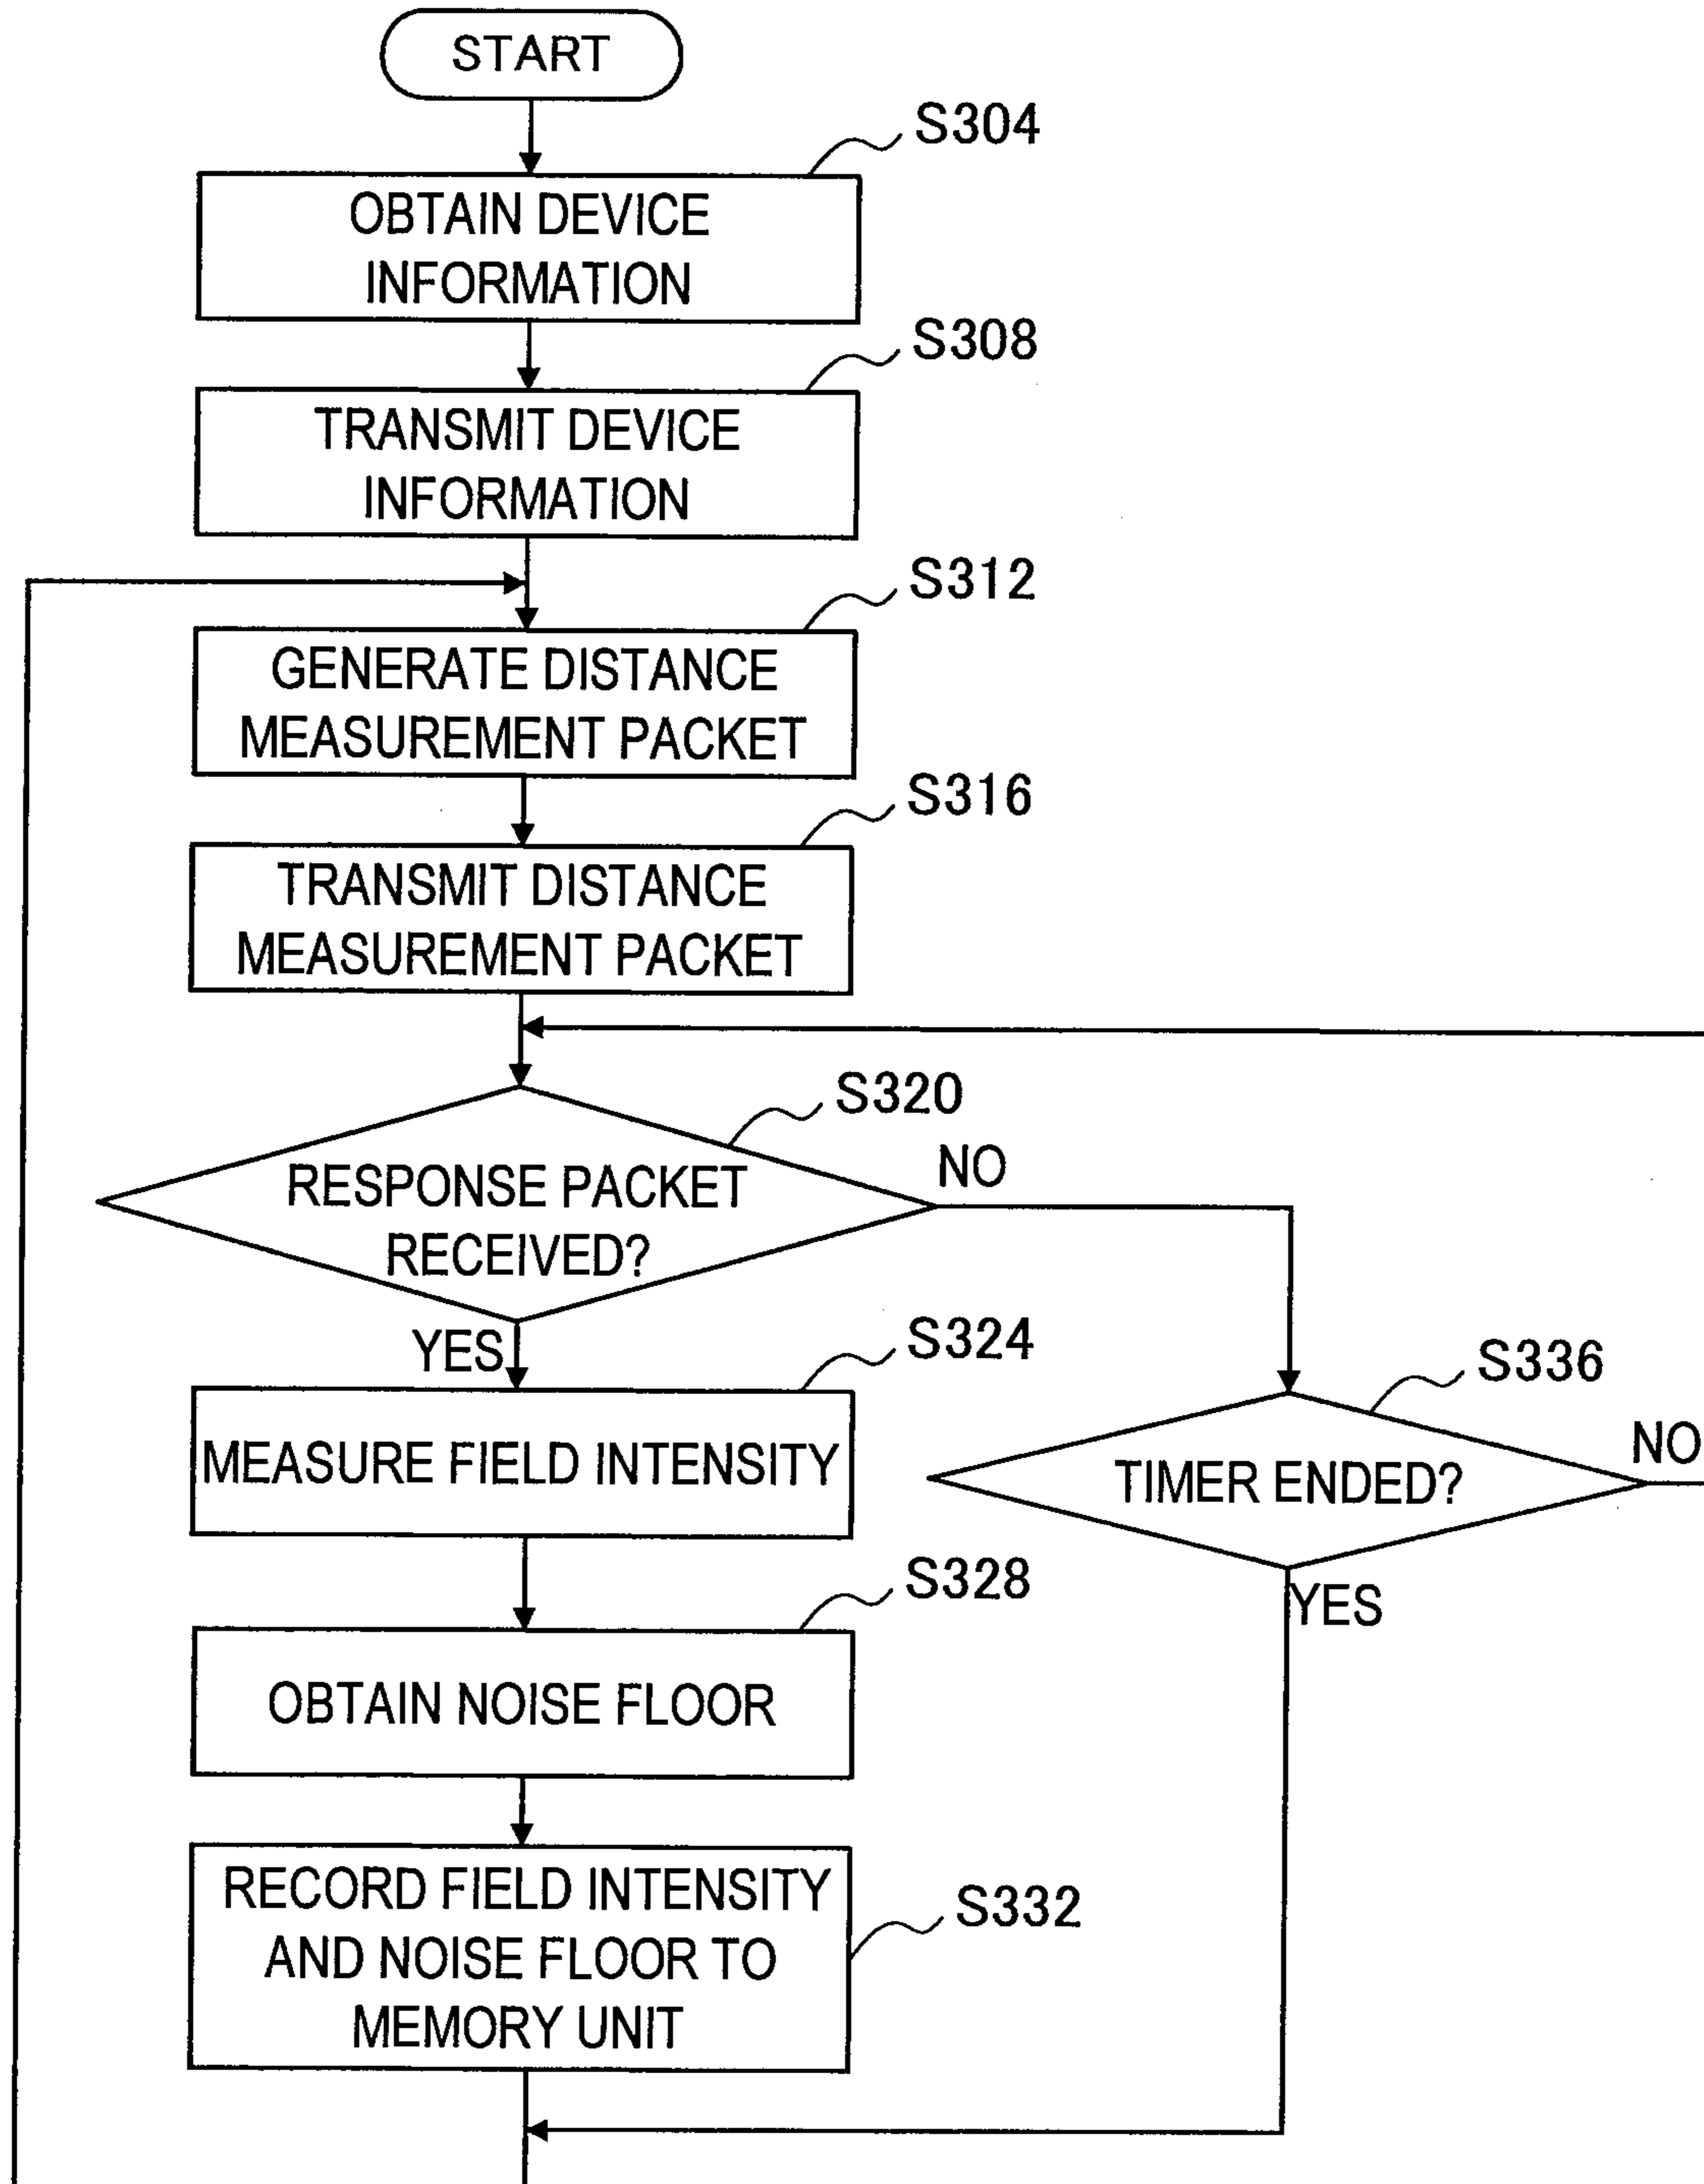 START
S304
OBTAIN DEVICE
INFORMATION
S308
TRANSMIT DEVICE
INFORMATION
S312
GENERATE DISTANCE
MEASUREMENT PACKET
S316
TRANSMIT DISTANCE
MEASUREMENT PACKET
S320
RESPONSE PACKET
RECEIVED?
NO
YES
S324
MEASURE FIELD INTENSITY
S336
TIMER ENDED?
NO
YES
S328
OBTAIN NOISE FLOOR
S332
RECORD FIELD INTENSITY
AND NOISE FLOOR TO
MEMORY UNIT